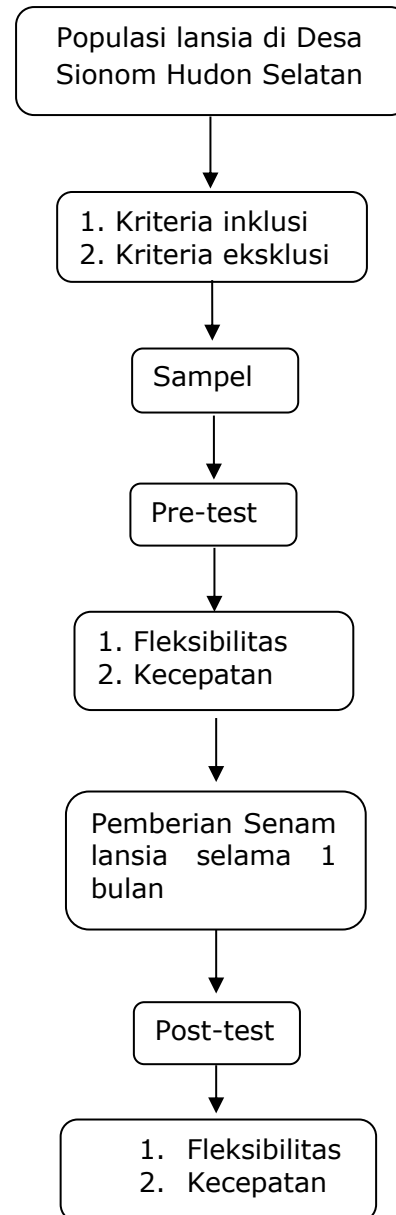 Populasi lansia di Desa
Sionom Hudon Selatan
1. Kriteria inklusi
2. Kriteria eksklusi
Sampel
Pre-test
1. Fleksibilitas
2. Kecepatan
Pemberian Senam
lansia selama 1
bulan
Post-test
1. Fleksibilitas
2. Kecepatan